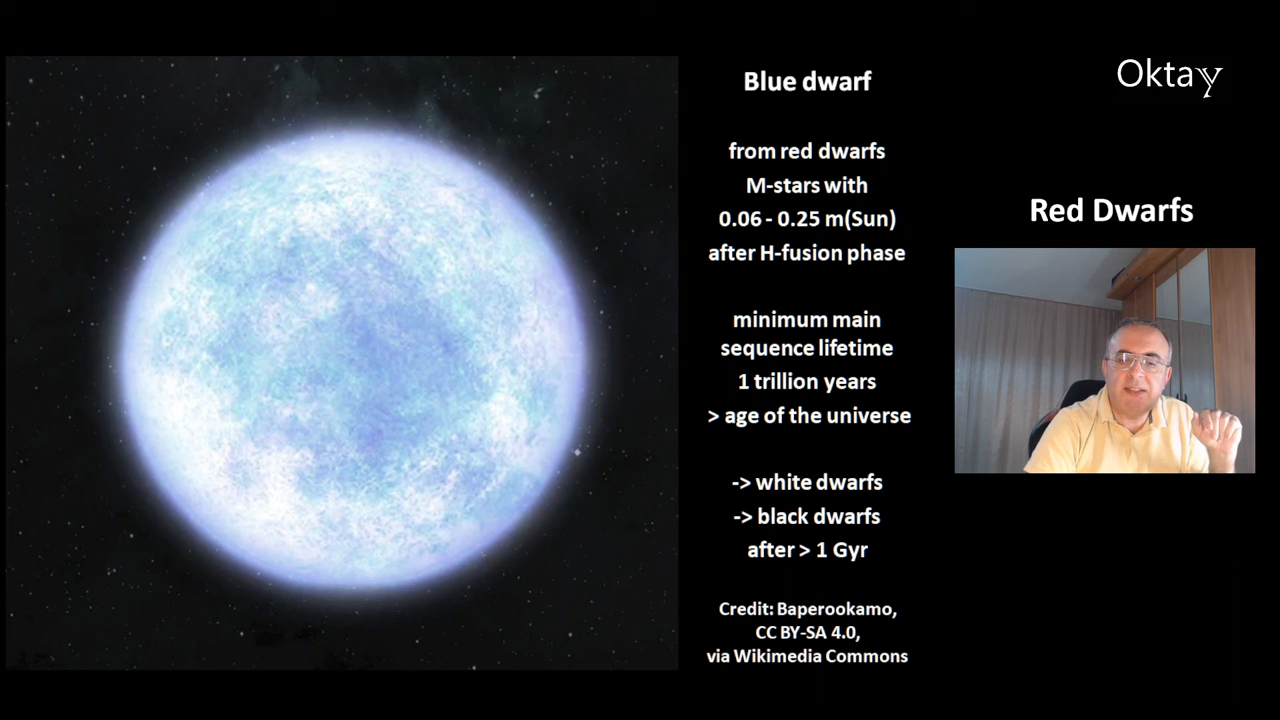 Blue dwarf
from red dwarfs
M-stars with
0.06 - 0.25 m(Sun)
after H-fusion phase
minimum main
sequence lifetime
1 trillion years
> age of the universe
-> white dwarfs
-> black dwarfs
after > 1 Gyr
Credit: Baperookamo,
CC BY-SA 4.0,
via Wikimedia Commons
Oktay
Red Dwarfs